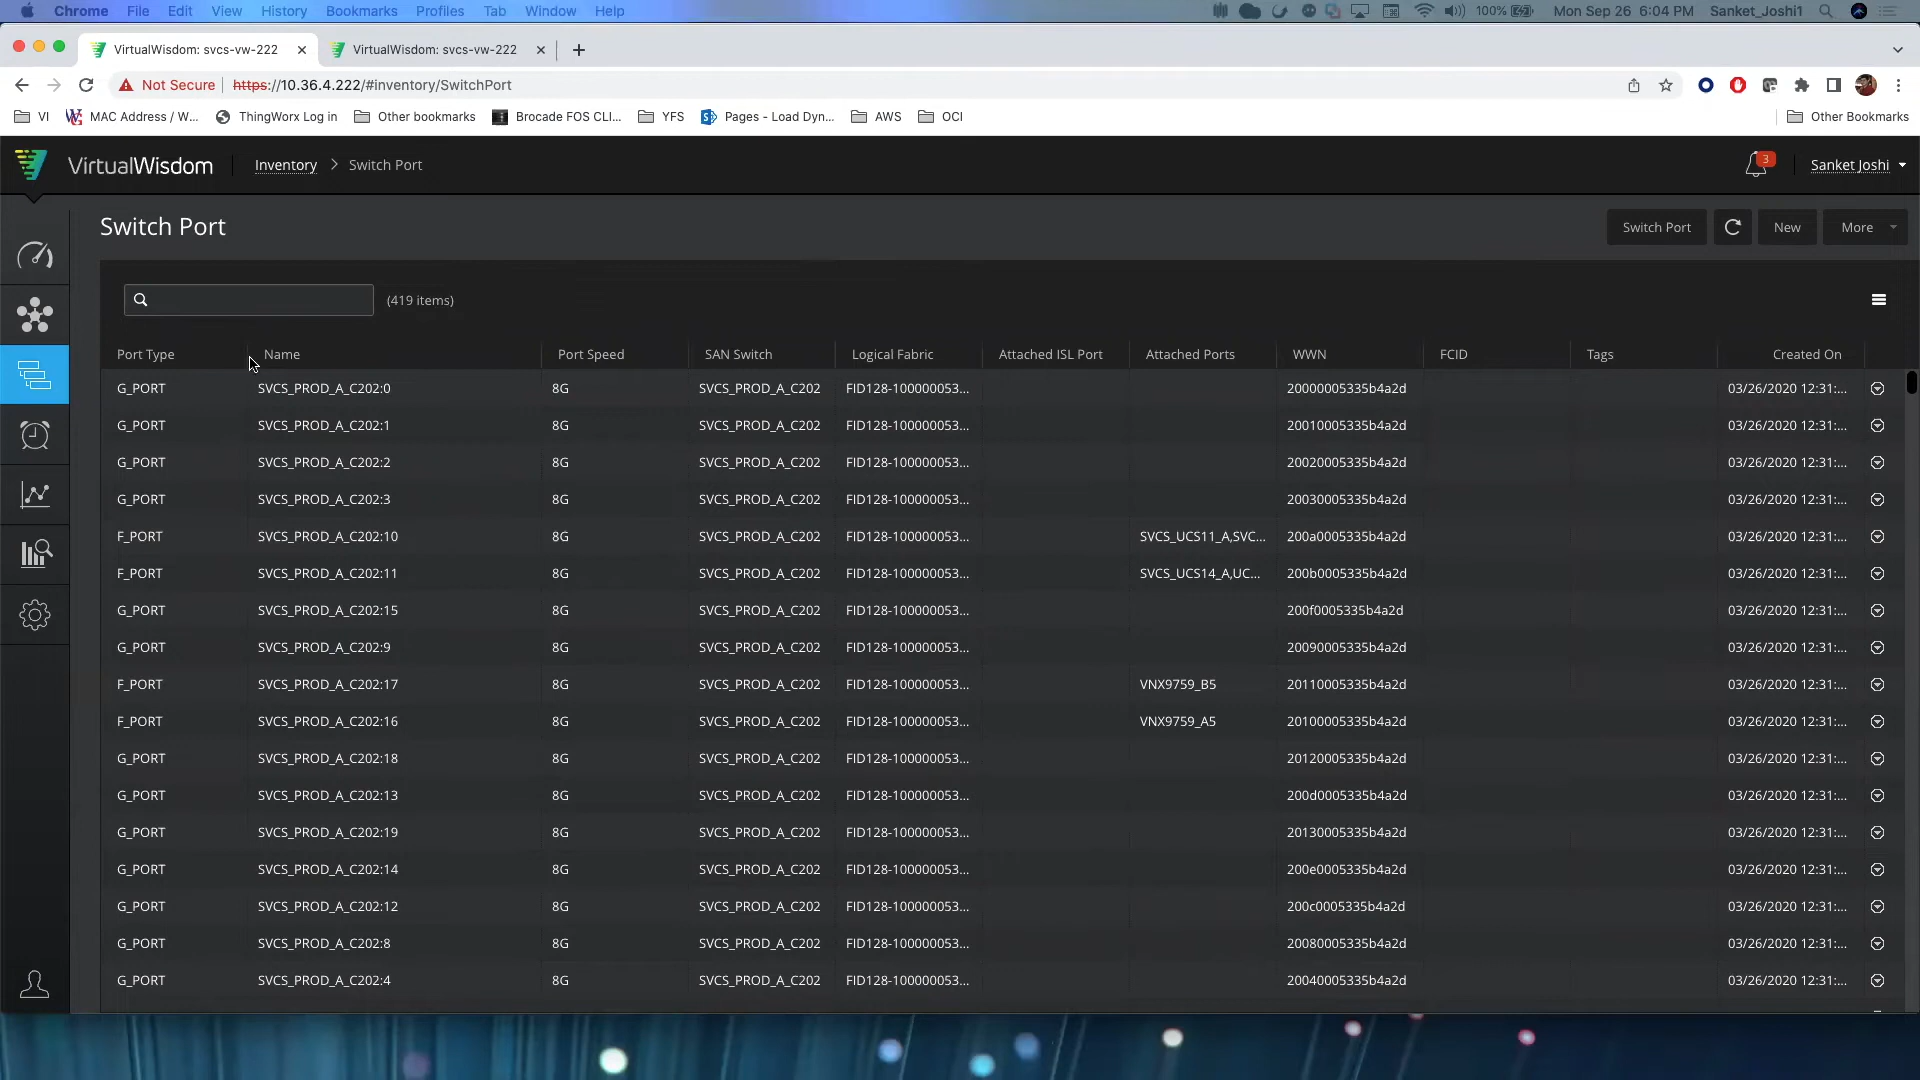 Chrome File Edit View History Bookmarks Profiles Tab Window Help 100% Mon Sep 26 6:04 PM Sanket_Joshi1
VirtualWisdom: svcs-vw-222 VirtualWisdom: svcs-vw-222
Not Secure https://10.36.4.222/#inventory/SwitchPort
VI MAC Address / W... ThingWorx Log in Other bookmarks Brocade FOS CLI... YFS Pages - Load Dyn... AWS OCI Other Bookmarks
VirtualWisdom Inventory > Switch Port 3 Sanket Joshi
Switch Port Switch Port New More
(419 items)
Port Type Name Port Speed SAN Switch Logical Fabric Attached ISL Port Attached Ports WWN FCID Tags Created On
G_PORT SVCS_PROD_A_C202:0 8G SVCS_PROD_A_C202 FID128-100000053... 20000005335b4a2d 03/26/2020 12:31:...
G_PORT SVCS_PROD_A_C202:1 8G SVCS_PROD_A_C202 FID128-100000053... 20010005335b4a2d 03/26/2020 12:31:...
G_PORT SVCS_PROD_A_C202:2 8G SVCS_PROD_A_C202 FID128-100000053... 20020005335b4a2d 03/26/2020 12:31:...
G_PORT SVCS_PROD_A_C202:3 8G SVCS_PROD_A_C202 FID128-100000053... 20030005335b4a2d 03/26/2020 12:31:...
F_PORT SVCS_PROD_A_C202:10 8G SVCS_PROD_A_C202 FID128-100000053... SVCS_UCS11_A,SVC... 200a0005335b4a2d 03/26/2020 12:31:...
F_PORT SVCS_PROD_A_C202:11 8G SVCS_PROD_A_C202 FID128-100000053... SVCS_UCS14_A,UC... 200b0005335b4a2d 03/26/2020 12:31:...
G_PORT SVCS_PROD_A_C202:15 8G SVCS_PROD_A_C202 FID128-100000053... 200f0005335b4a2d 03/26/2020 12:31:...
G_PORT SVCS_PROD_A_C202:9 8G SVCS_PROD_A_C202 FID128-100000053... 20090005335b4a2d 03/26/2020 12:31:...
F_PORT SVCS_PROD_A_C202:17 8G SVCS_PROD_A_C202 FID128-100000053... VNX9759_B5 20110005335b4a2d 03/26/2020 12:31:...
F_PORT SVCS_PROD_A_C202:16 8G SVCS_PROD_A_C202 FID128-100000053... VNX9759_A5 20100005335b4a2d 03/26/2020 12:31:...
G_PORT SVCS_PROD_A_C202:18 8G SVCS_PROD_A_C202 FID128-100000053... 20120005335b4a2d 03/26/2020 12:31:...
G_PORT SVCS_PROD_A_C202:13 8G SVCS_PROD_A_C202 FID128-100000053... 200d0005335b4a2d 03/26/2020 12:31:...
G_PORT SVCS_PROD_A_C202:19 8G SVCS_PROD_A_C202 FID128-100000053... 20130005335b4a2d 03/26/2020 12:31:...
G_PORT SVCS_PROD_A_C202:14 8G SVCS_PROD_A_C202 FID128-100000053... 200e0005335b4a2d 03/26/2020 12:31:...
G_PORT SVCS_PROD_A_C202:12 8G SVCS_PROD_A_C202 FID128-100000053... 200c0005335b4a2d 03/26/2020 12:31:...
G_PORT SVCS_PROD_A_C202:8 8G SVCS_PROD_A_C202 FID128-100000053... 20080005335b4a2d 03/26/2020 12:31:...
G_PORT SVCS_PROD_A_C202:4 8G SVCS_PROD_A_C202 FID128-100000053... 20040005335b4a2d 03/26/2020 12:31:...